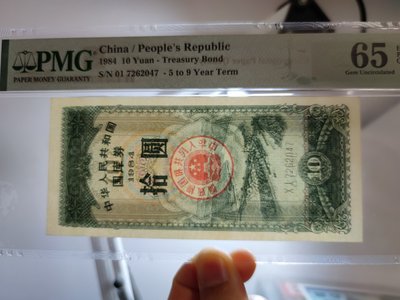 PMG
PAPER MONEY GUARANTY
China / People's Republic
1984 10 Yuan - Treasury Bond
S/N 01 7262047 - 5 to 9 Year Term
65
Gem Uncirculated
中华人民共和国
国库券
1984
拾圆
10